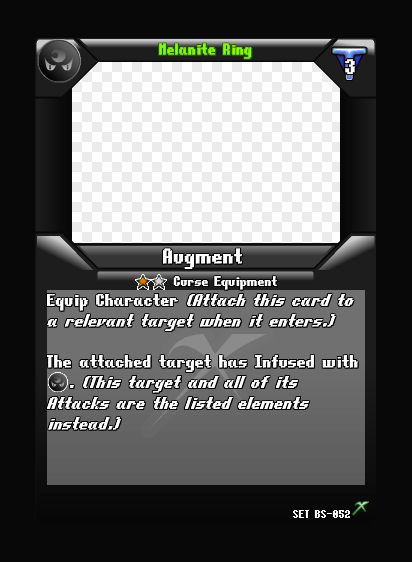 Melanite Ring
3
Augment
Curse Equipment
Equip Character (Attach this card to
a relevant target when it enters.)
The attached target has Infused with
. (This target and all of its
Attacks are the listed elements
instead.)
SET BS-052